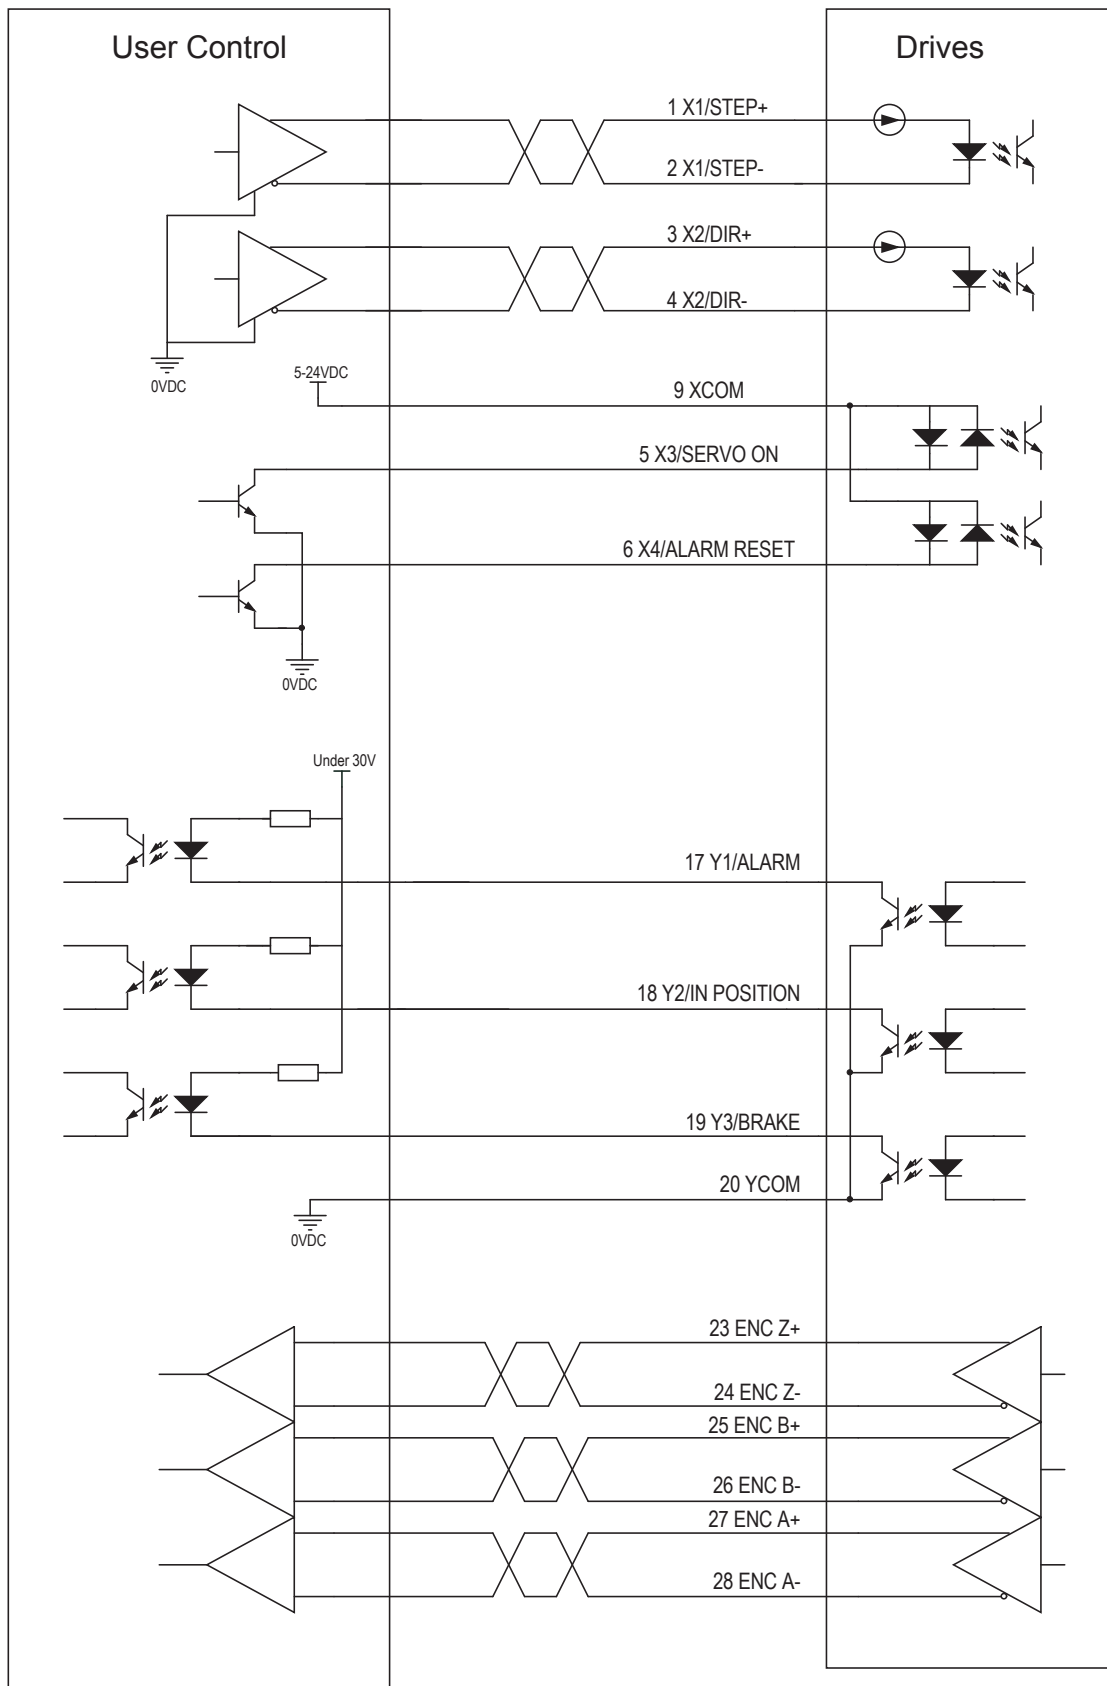 User Control
Drives
1 X1/STEP+
2 X1/STEP-
3 X2/DIR+
4 X2/DIR-
0VDC
5-24VDC
9 XCOM
5 X3/SERVO ON
6 X4/ALARM RESET
0VDC
Under 30V
17 Y1/ALARM
18 Y2/IN POSITION
19 Y3/BRAKE
20 YCOM
0VDC
23 ENC Z+
24 ENC Z-
25 ENC B+
26 ENC B-
27 ENC A+
28 ENC A-